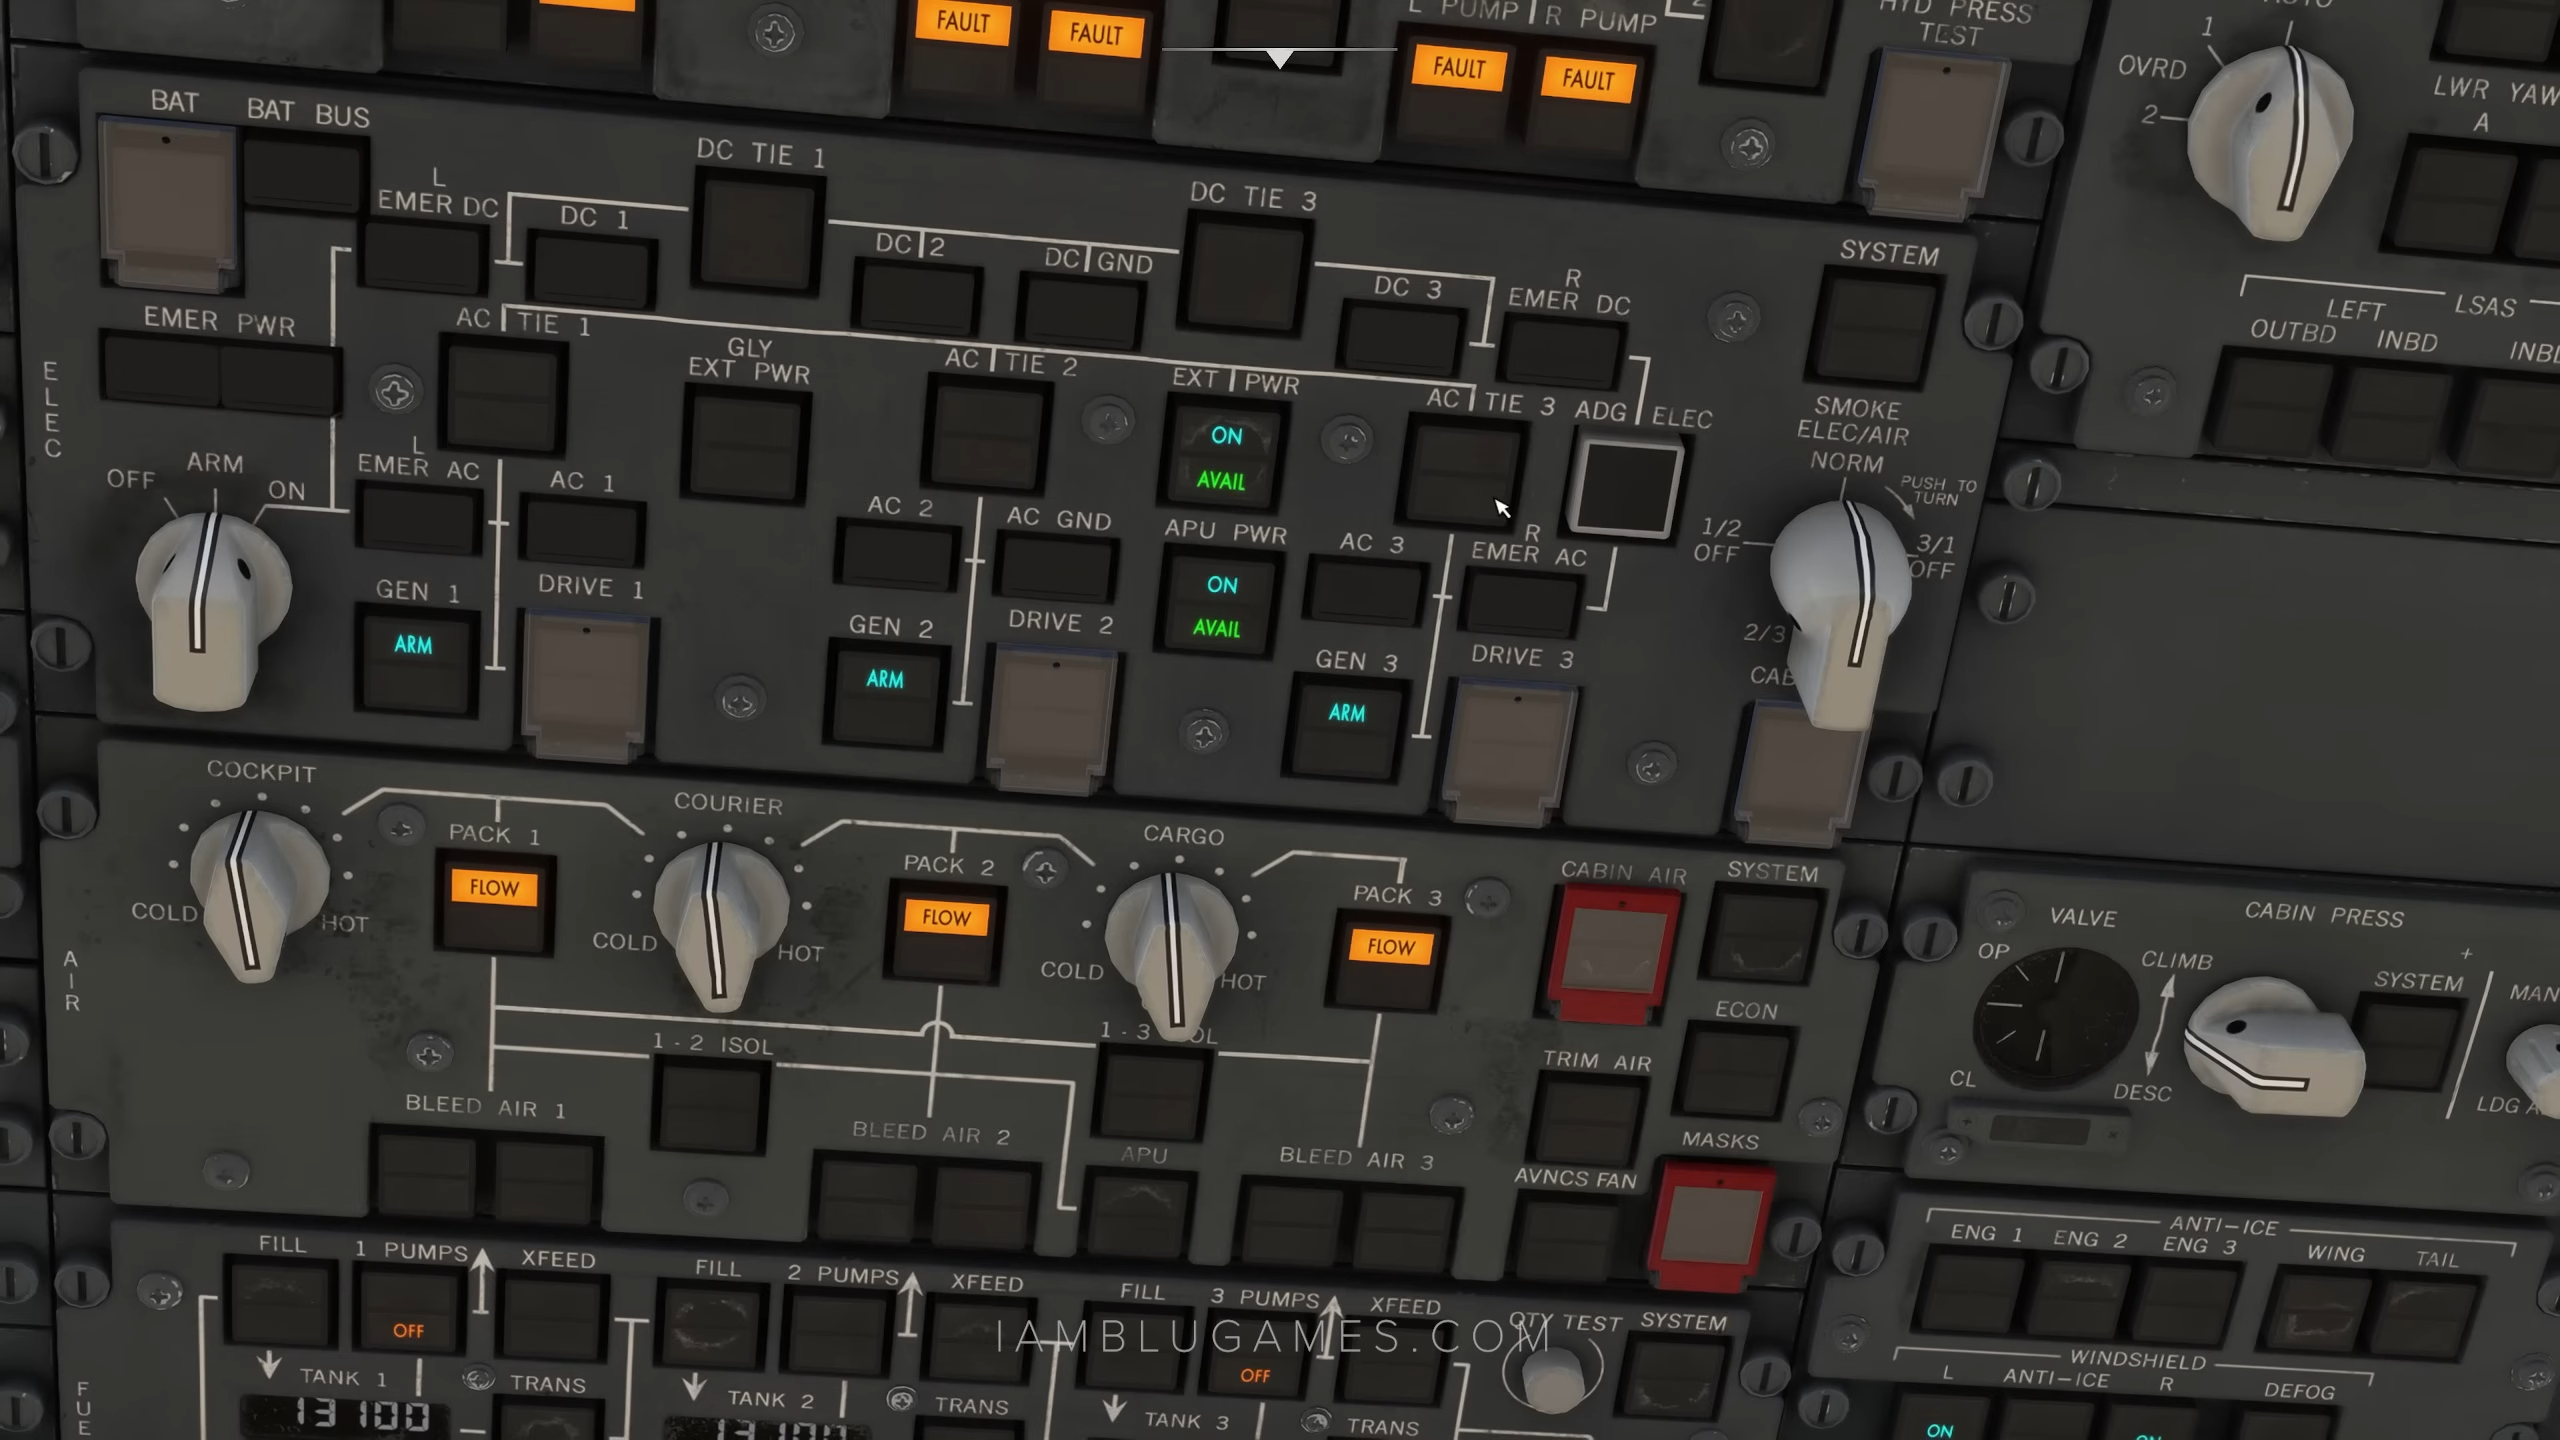 FAULT FAULT
L PUMP R PUMP
FAULT FAULT
HYD PRESS
TEST
1
OVRD
2
LWR YAW
A
BAT
BAT BUS
L
EMER DC
DC 1
DC TIE 1
DC 2
DC GND
DC TIE 3
DC 3
R
EMER DC
SYSTEM
LSAS
LEFT
OUTBD INBD
EMER PWR
AC TIE 1
GLY
EXT PWR
AC TIE 2
EXT PWR
ON
AVAIL
AC TIE 3
ADG ELEC
SMOKE
ELEC/AIR
NORM
PUSH TO
TURN
1/2
OFF
3/1
OFF
2/3
ELEC
OFF ARM ON
L
EMER AC
AC 1
AC 2
AC GND
APU PWR
ON
AVAIL
AC 3
R
EMER AC
GEN 1
ARM
DRIVE 1
GEN 2
ARM
DRIVE 2
GEN 3
ARM
DRIVE 3
COCKPIT
COLD HOT
PACK 1
FLOW
COURIER
COLD HOT
PACK 2
FLOW
CARGO
COLD HOT
PACK 3
FLOW
CABIN AIR
SYSTEM
ECON
TRIM AIR
MASKS
AVNCS FAN
AIR
1-2 ISOL
BLEED AIR 1
BLEED AIR 2
APU
BLEED AIR 3
VALVE
OP
CL
CLIMB
DESC
CABIN PRESS
SYSTEM
ANTI-ICE
ENG 1 ENG 2 ENG 3 WING TAIL
WINDSHIELD
L ANTI-ICE R DEFOG
ON
FILL 1 PUMPS XFEED
OFF
TANK 1 TRANS
13100
FILL 2 PUMPS XFEED
TANK 2 TRANS
13100
FILL 3 PUMPS XFEED
OFF
TANK 3 TRANS
QTY TEST
SYSTEM
IAMBLUGAMES.COM